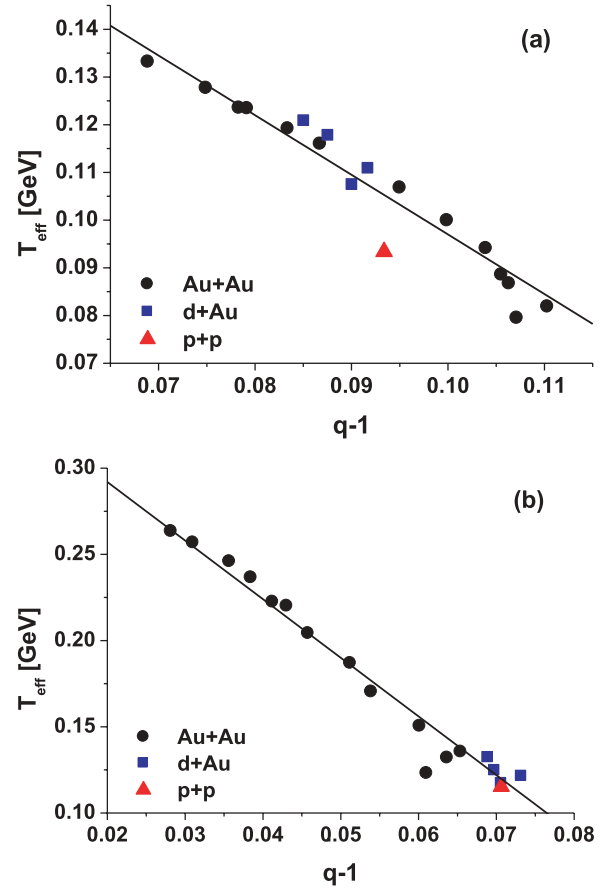 (a)
T_eff [GeV]
0.14
0.13
0.12
0.11
0.10
0.09
0.08
0.07
Au+Au
d+Au
p+p
0.07 0.08 0.09 0.10 0.11
q-1
(b)
T_eff [GeV]
0.30
0.25
0.20
0.15
0.10
Au+Au
d+Au
p+p
0.02 0.03 0.04 0.05 0.06 0.07 0.08
q-1